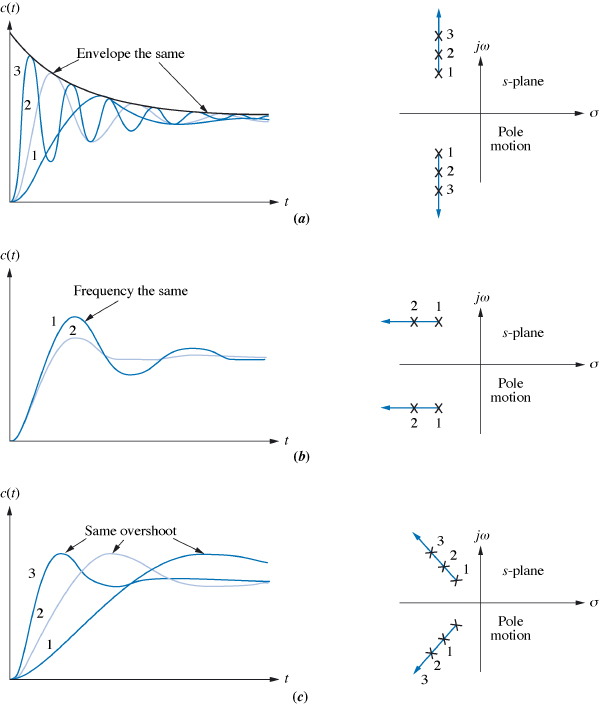 c(t)
3
2
1
Envelope the same
t
jω
3
2
1
s-plane
σ
Pole
motion
1
2
3
(a)
c(t)
Frequency the same
1
2
t
jω
2 1
s-plane
σ
Pole
motion
2 1
(b)
c(t)
Same overshoot
3
2
1
t
jω
3
2
1
s-plane
σ
Pole
motion
1
2
3
(c)